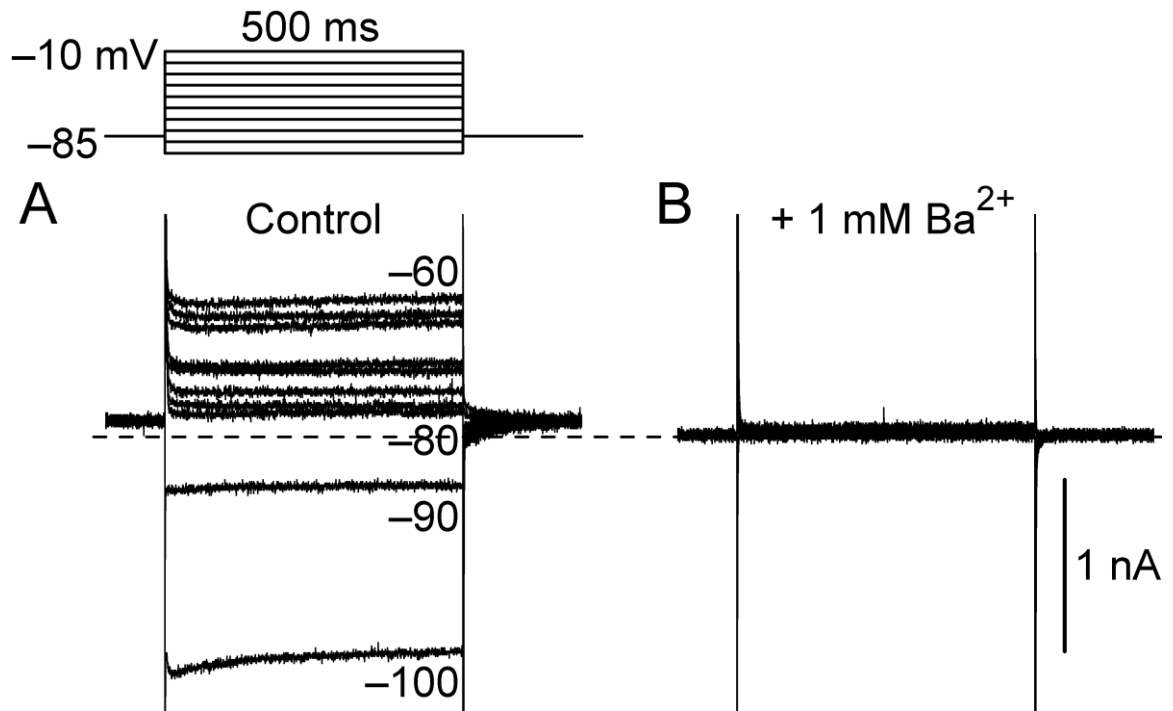 500 ms
–10 mV
–85
A
Control
B
+ 1 mM Ba²⁺
–60
–80
–90
–100
1 nA